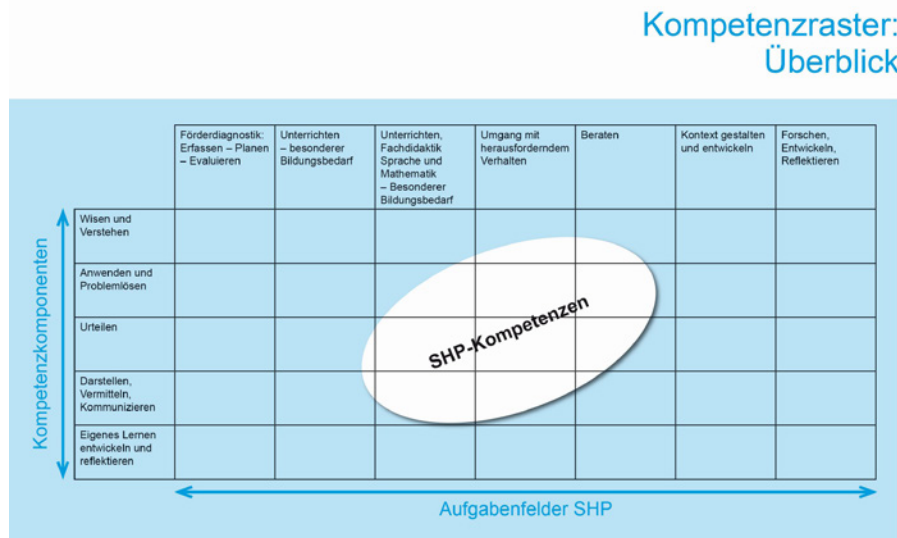 Kompetenzraster:
Überblick
Förderdiagnostik:
Erfassen – Planen
– Evaluieren
Unterrichten
– besonderer
Bildungsbedarf
Unterrichten,
Fachdidaktik
Sprache und
Mathematik
– Besonderer
Bildungsbedarf
Umgang mit
herausforderndem
Verhalten
Beraten
Kontext gestalten
und entwickeln
Forschen,
Entwickeln,
Reflektieren
Kompetenzkomponenten
Wisen und
Verstehen
Anwenden und
Problemlösen
Urteilen
Darstellen,
Vermitteln,
Kommunizieren
Eigenes Lernen
entwickeln und
reflektieren
SHP-Kompetenzen
Aufgabenfelder SHP